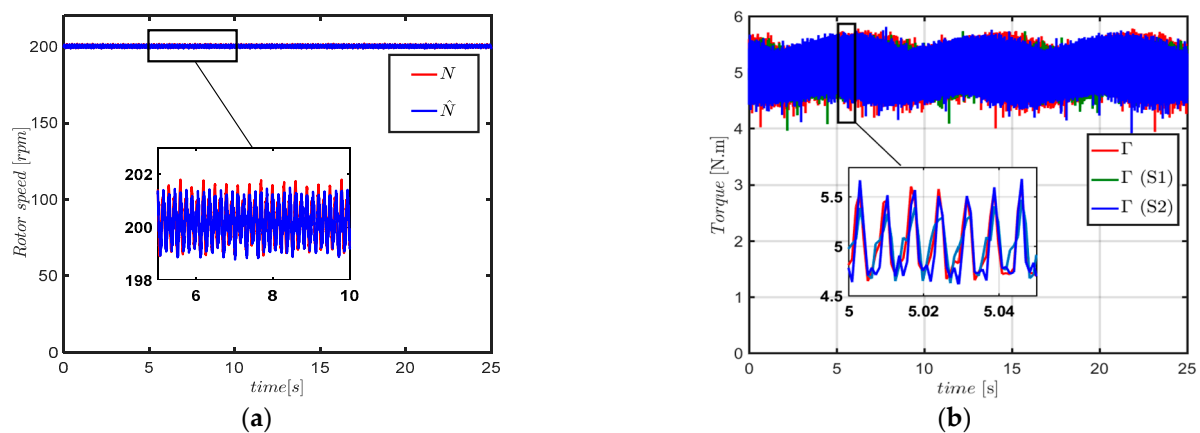 200
150
100
50
0
Rotor speed [rpm]
N
N̂
202
200
198
6 8 10
0 5 10 15 20 25
time[s]
(a)
6
5
4
3
2
1
0
Torque [N.m]
Γ
Γ (S1)
Γ (S2)
5.5
5
4.5
5 5.02 5.04
0 5 10 15 20 25
time [s]
(b)